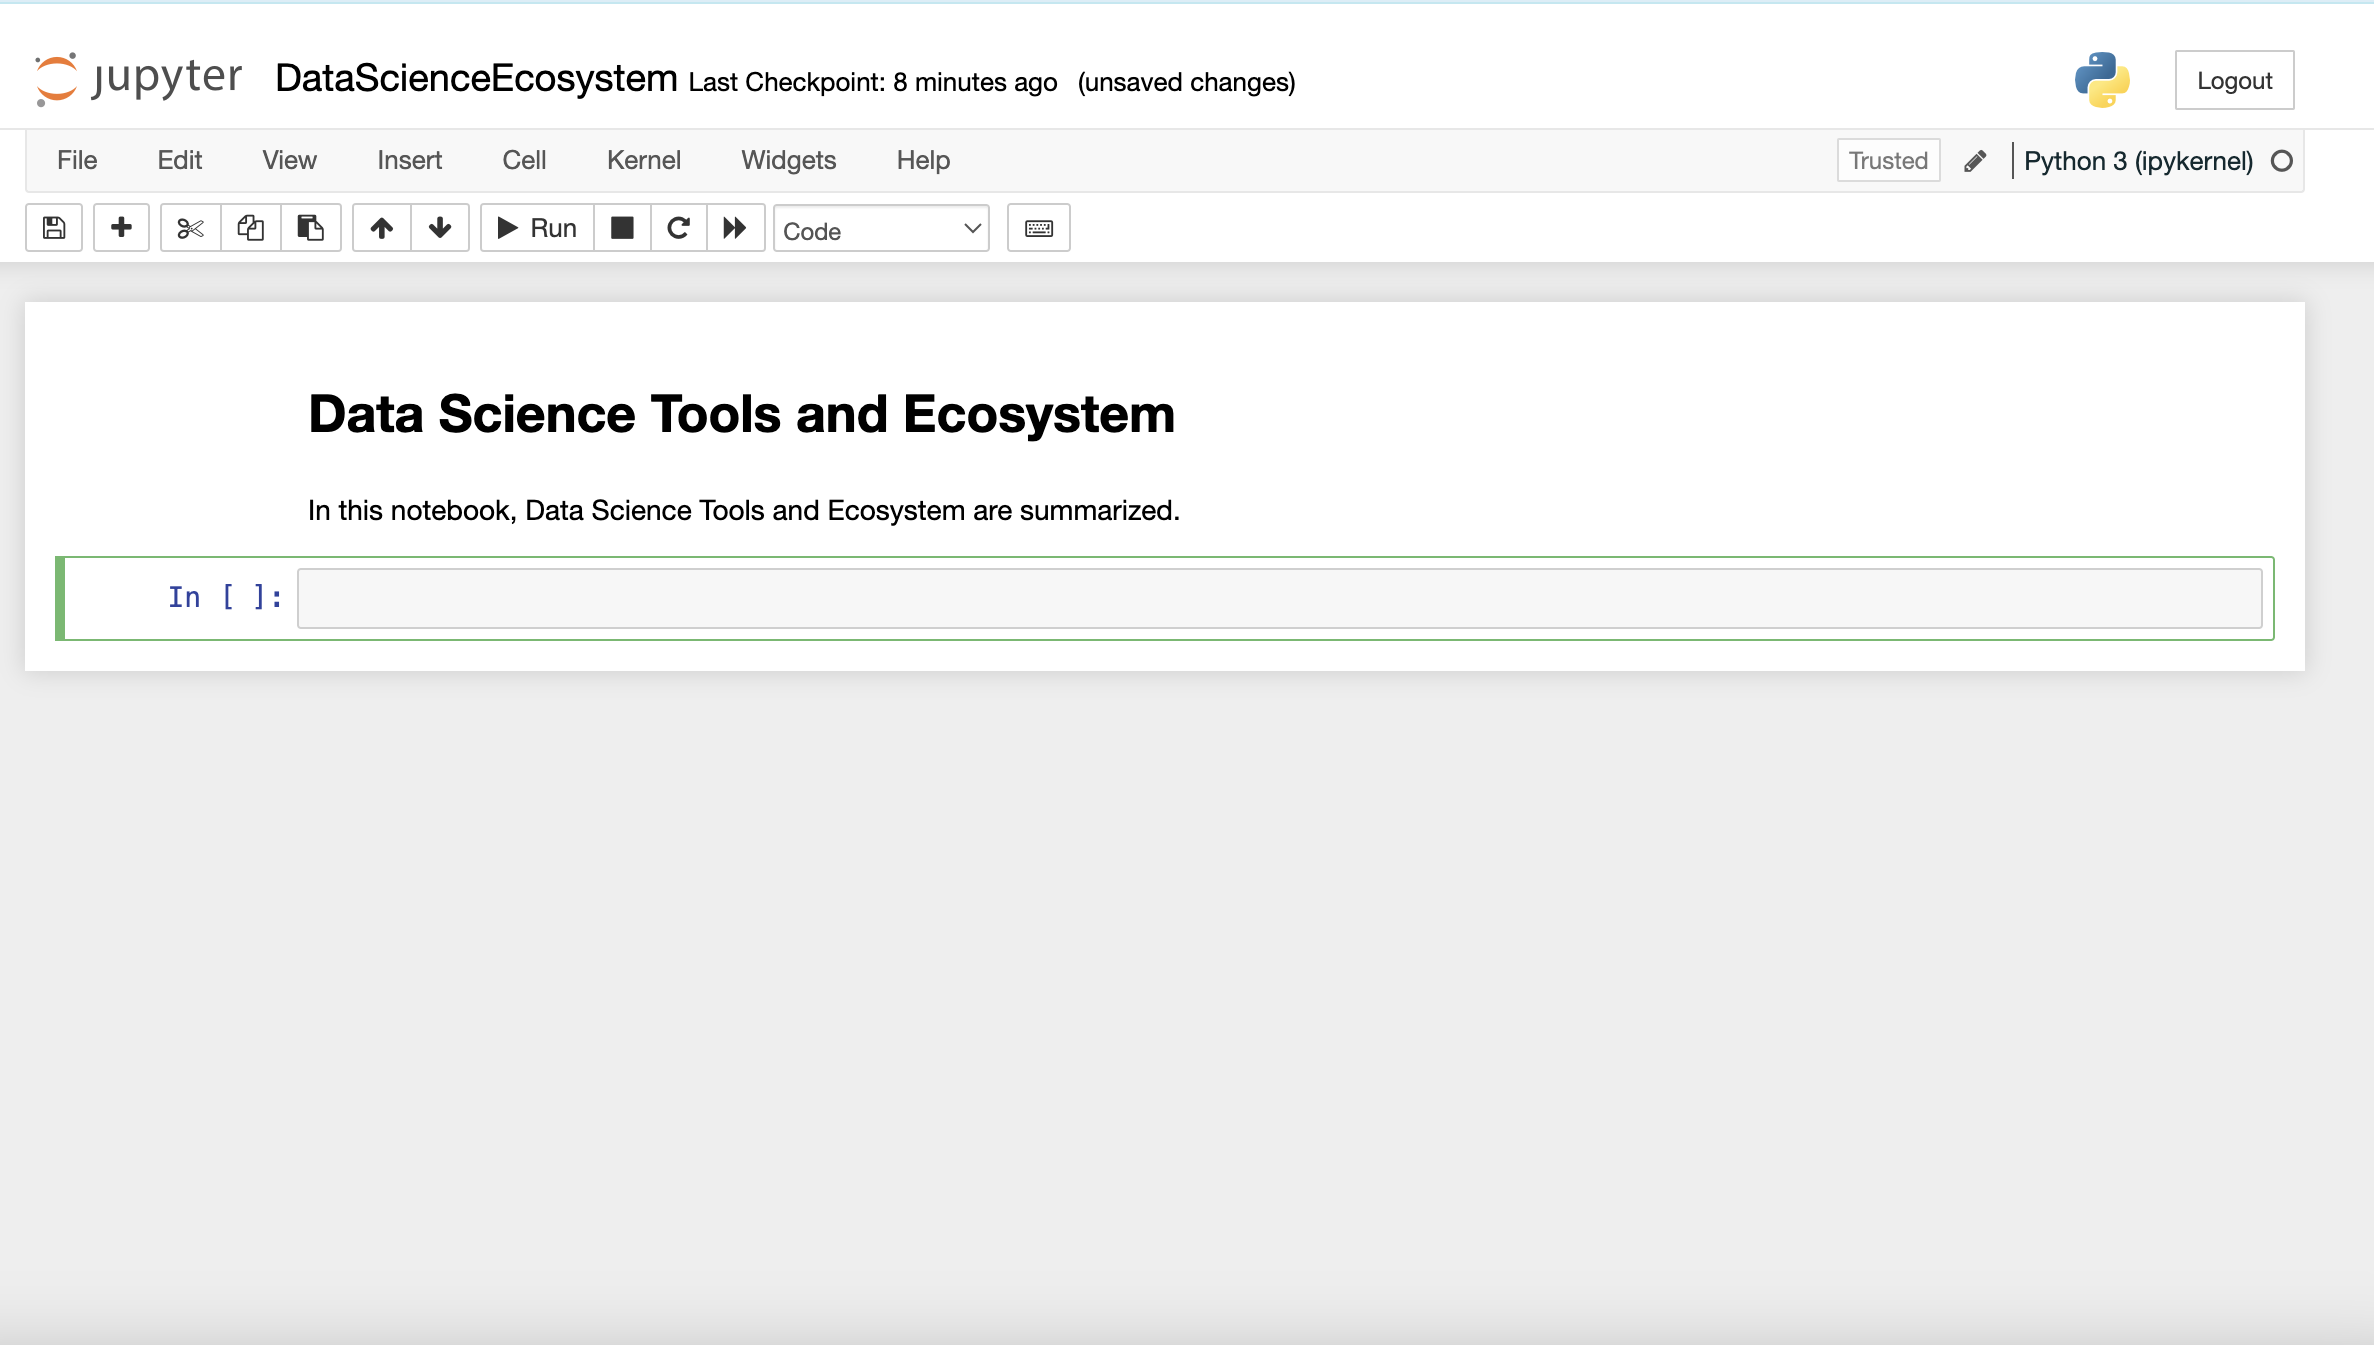 jupyter DataScienceEcosystem Last Checkpoint: 8 minutes ago (unsaved changes) Logout
File Edit View Insert Cell Kernel Widgets Help Trusted Python 3 (ipykernel)
Run Code
Data Science Tools and Ecosystem
In this notebook, Data Science Tools and Ecosystem are summarized.
In [ ]: